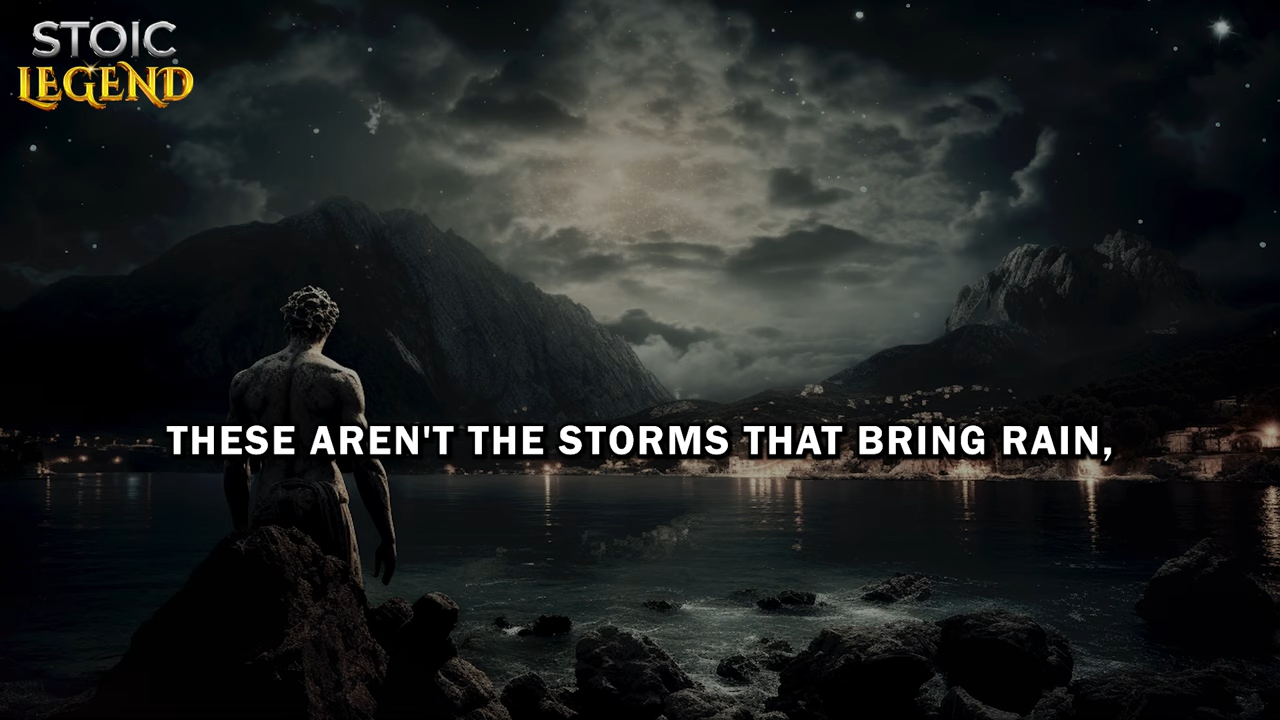 STOIC
LEGEND
THESE AREN'T THE STORMS THAT BRING RAIN,